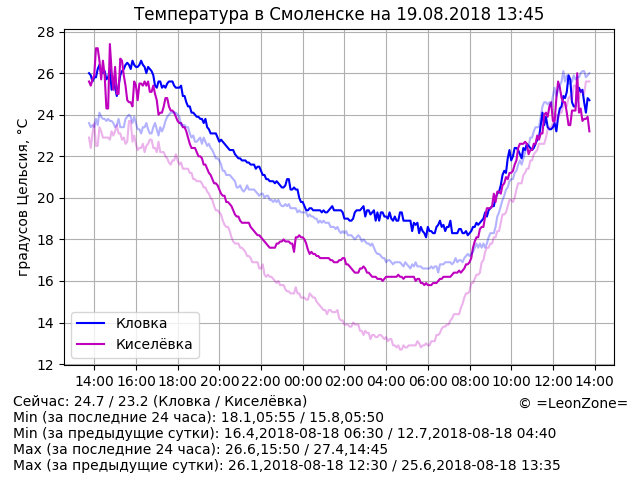 Температура в Смоленске на 19.08.2018 13:45
28
26
24
22
20
18
16
14
12
градусов Цельсия, °C
Кловка
Киселёвка
14:00 16:00 18:00 20:00 22:00 00:00 02:00 04:00 06:00 08:00 10:00 12:00 14:00
Сейчас: 24.7 / 23.2 (Кловка / Киселёвка)
© =LeonZone=
Min (за последние 24 часа): 18.1,05:55 / 15.8,05:50
Min (за предыдущие сутки): 16.4,2018-08-18 06:30 / 12.7,2018-08-18 04:40
Max (за последние 24 часа): 26.6,15:50 / 27.4,14:45
Max (за предыдущие сутки): 26.1,2018-08-18 12:30 / 25.6,2018-08-18 13:35